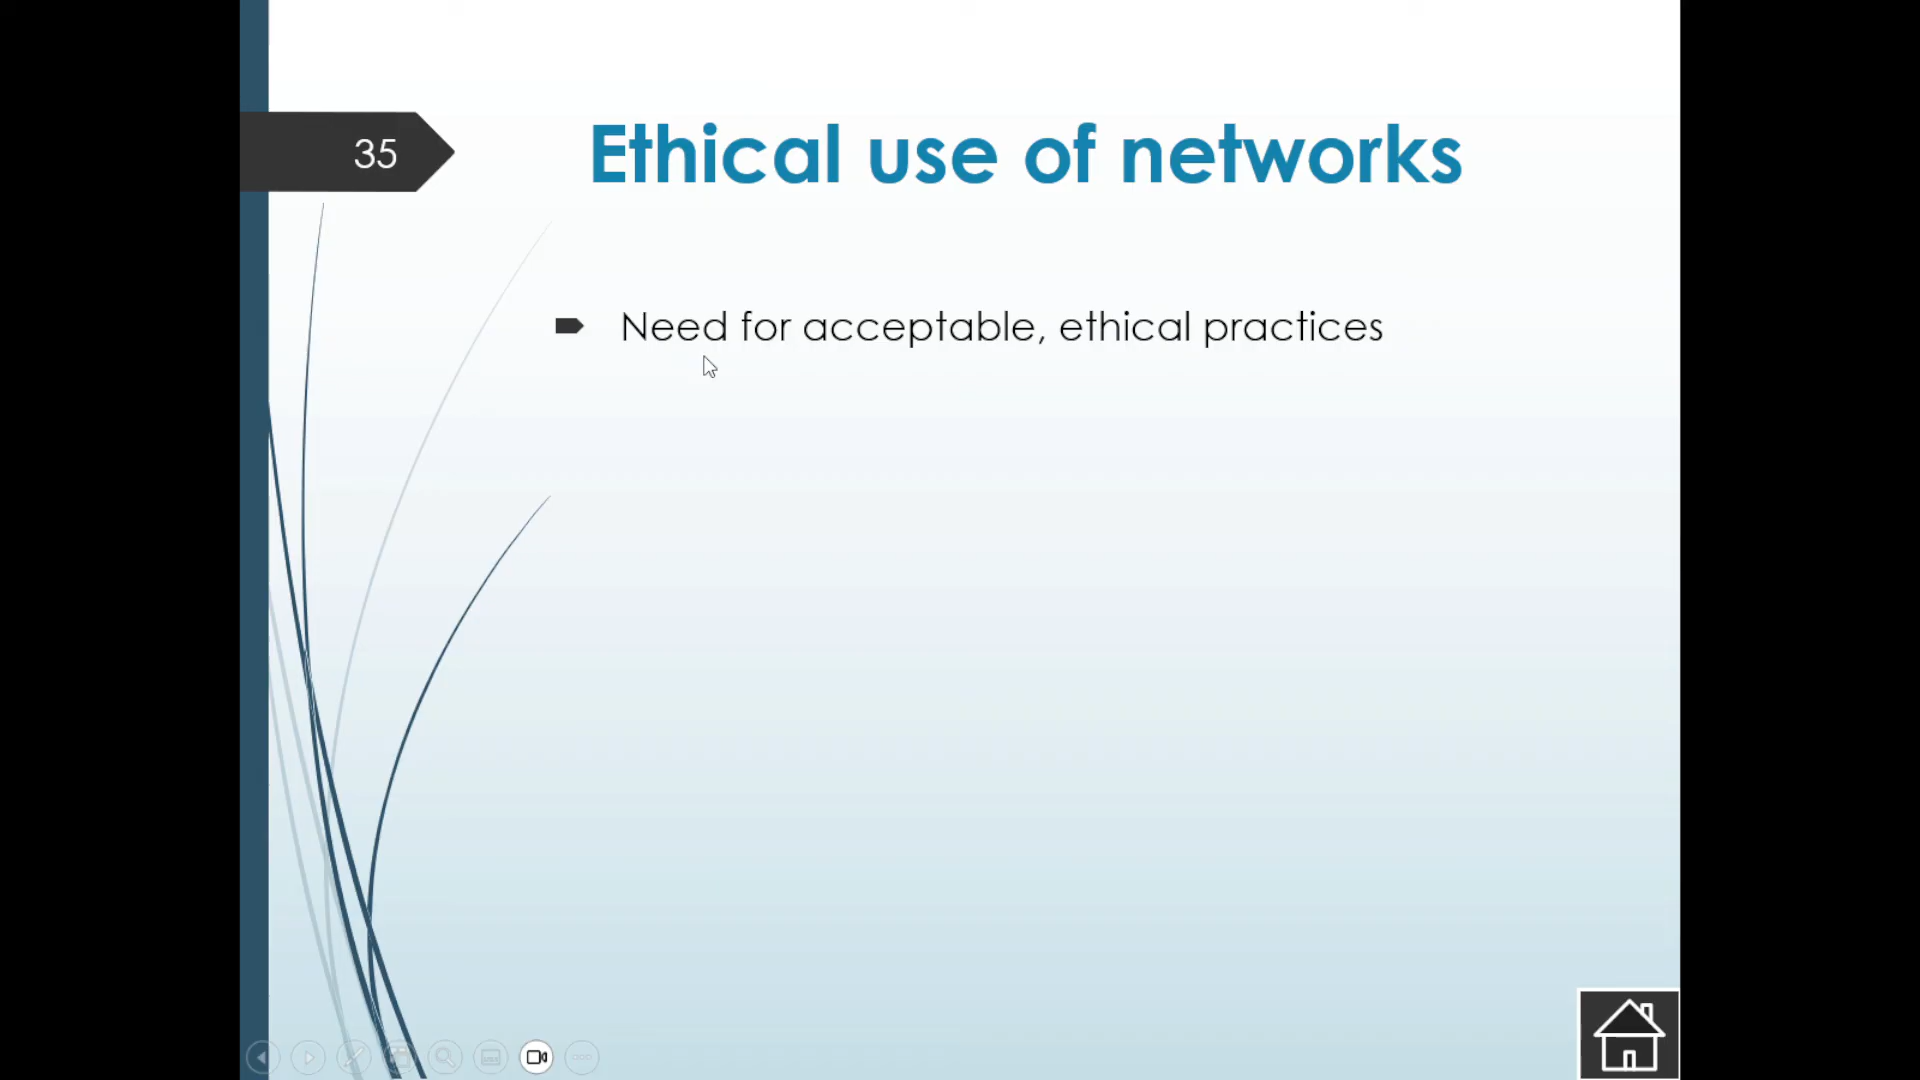 35
Ethical use of networks
Need for acceptable, ethical practices